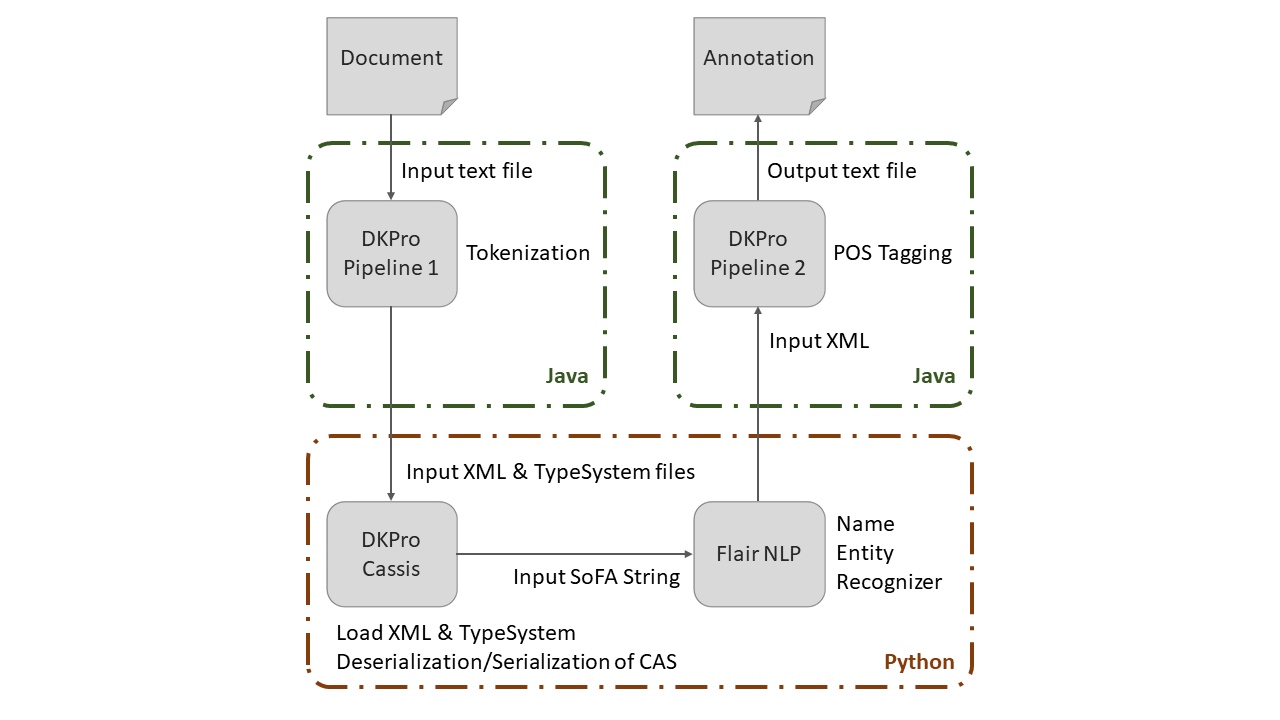 Document
Annotation
Input text file
Output text file
DKPro
Pipeline 1
Tokenization
DKPro
Pipeline 2
POS Tagging
Input XML
Java
Java
Input XML & TypeSystem files
DKPro
Cassis
Input SoFA String
Flair NLP
Name
Entity
Recognizer
Load XML & TypeSystem
Deserialization/Serialization of CAS
Python